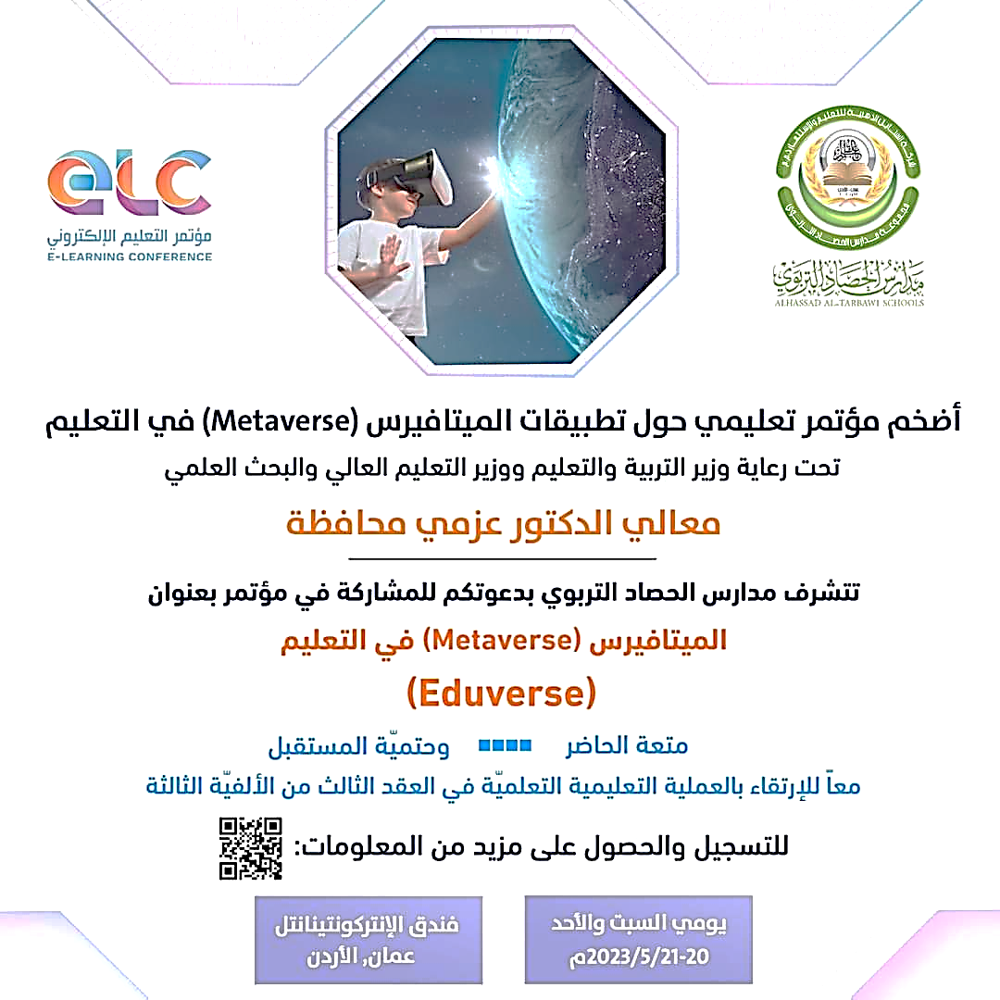 eLC
مؤتمر التعليم الإلكتروني
E-LEARNING CONFERENCE
مجموعة مدارس الحصاد التربوي
مدارس الحصاد التربوي
ALHASSAD AL-TARBAWI SCHOOLS
أضخم مؤتمر تعليمي حول تطبيقات الميتافيرس (Metaverse) في التعليم
تحت رعاية وزير التربية والتعليم ووزير التعليم العالي والبحث العلمي
معالي الدكتور عزمي محافظة
تتشرف مدارس الحصاد التربوي بدعوتكم للمشاركة في مؤتمر بعنوان
الميتافيرس (Metaverse) في التعليم
(Eduverse)
متعة الحاضر وحتميّة المستقبل
معاً للإرتقاء بالعملية التعليمية التعلميّة في العقد الثالث من الألفيّة الثالثة
للتسجيل والحصول على مزيد من المعلومات:
يومي السبت والأحد
2023/5/21-20م
فندق الإنتركونتيننتل
عمان, الأردن